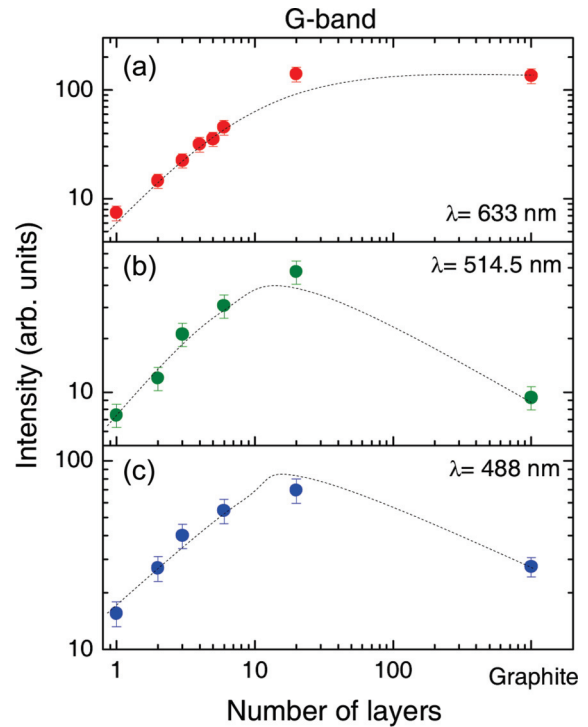 G-band
(a)
100
10
λ= 633 nm
(b)
λ= 514.5 nm
10
Intensity (arb. units)
100
(c)
λ= 488 nm
10
1 10 100 Graphite
Number of layers